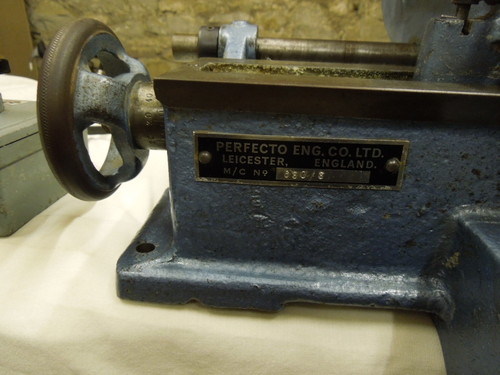 PERFECTO ENG. CO. LTD.
LEICESTER, ENGLAND.
M/C Nº